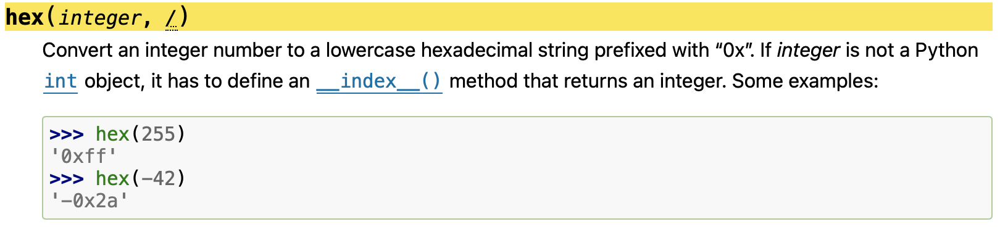 hex(integer, /)
Convert an integer number to a lowercase hexadecimal string prefixed with “0x”. If integer is not a Python
int object, it has to define an __index__() method that returns an integer. Some examples:
>>> hex(255)
'0xff'
>>> hex(-42)
'-0x2a'